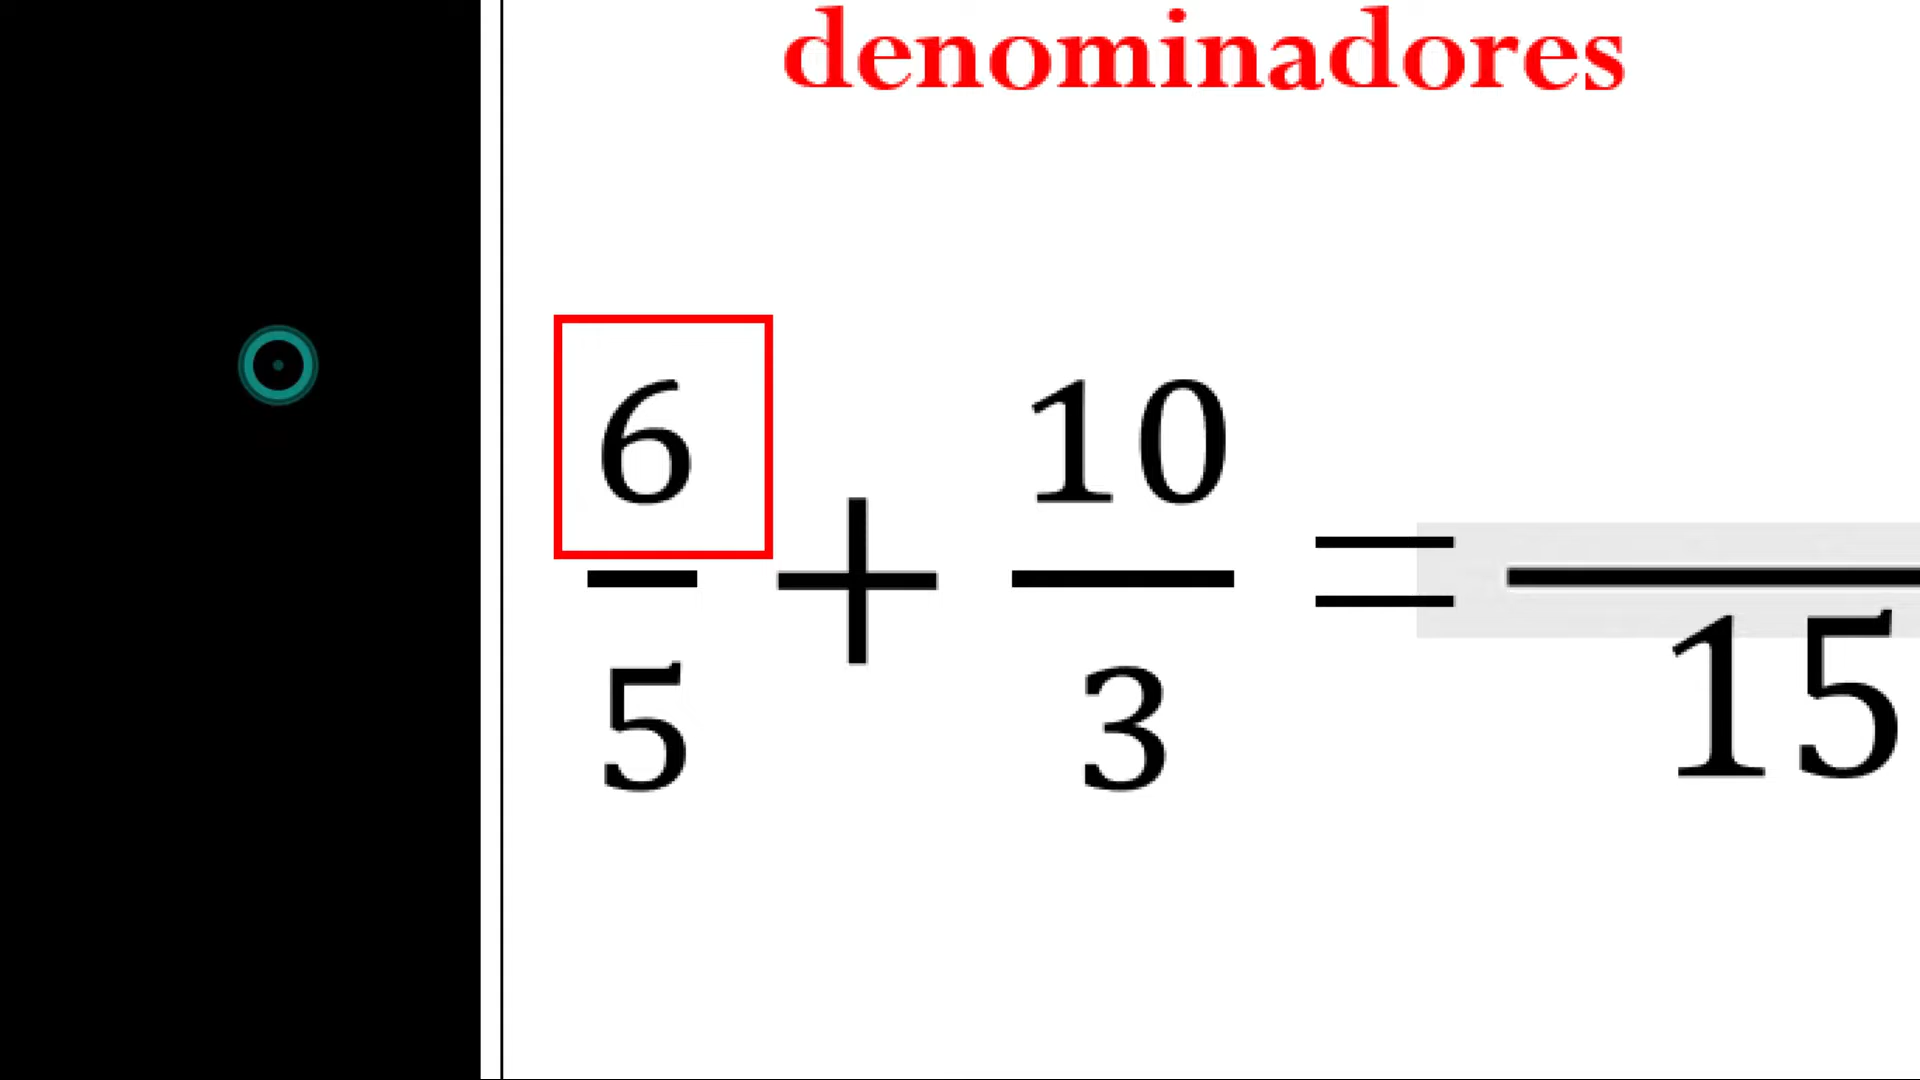 denominadores
6/5 + 10/3 = /15